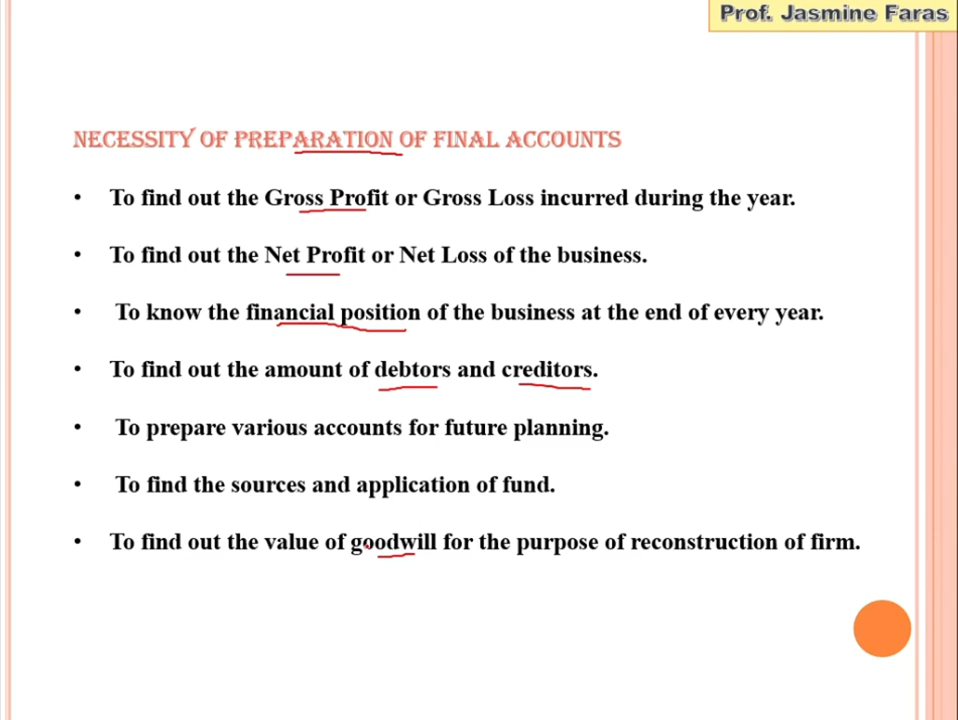 Prof. Jasmine Faras
NECESSITY OF PREPARATION OF FINAL ACCOUNTS
• To find out the Gross Profit or Gross Loss incurred during the year.
• To find out the Net Profit or Net Loss of the business.
• To know the financial position of the business at the end of every year.
• To find out the amount of debtors and creditors.
• To prepare various accounts for future planning.
• To find the sources and application of fund.
• To find out the value of goodwill for the purpose of reconstruction of firm.